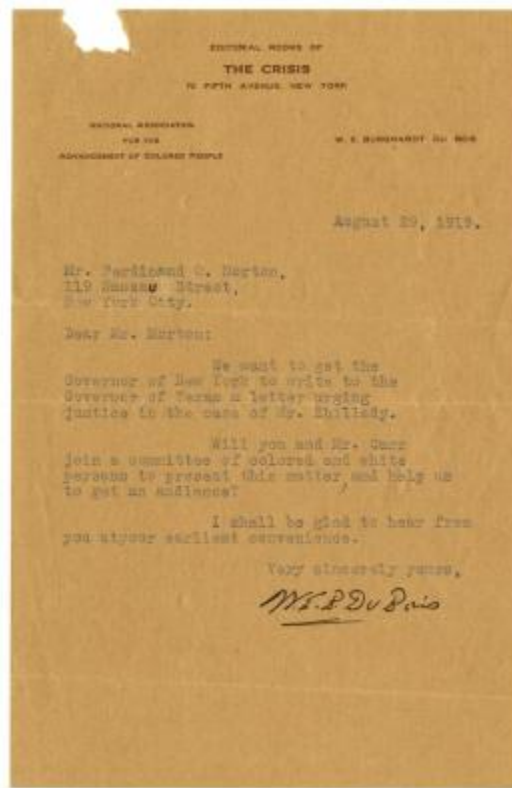 EDITORIAL ROOMS OF
THE CRISIS
70 FIFTH AVENUE, NEW YORK
NATIONAL ASSOCIATION
FOR THE
ADVANCEMENT OF COLORED PEOPLE
W. E. BURGHARDT DU BOIS
August 29, 1919.
Mr. Ferdinand Q. Morton,
119 Nassau Street,
New York City.
Dear Mr. Morton:
We want to get the
Governor of New York to write to the
Governor of Texas a letter urging
justice in the case of Mr. Shillady.
Will you and Mr. Carr
join a committee of colored and white
persons to present this matter, and help us
to get an audience?
I shall be glad to hear from
you atyour earliest convenience.
Very sincerely yours,
W.E.B. Du Bois